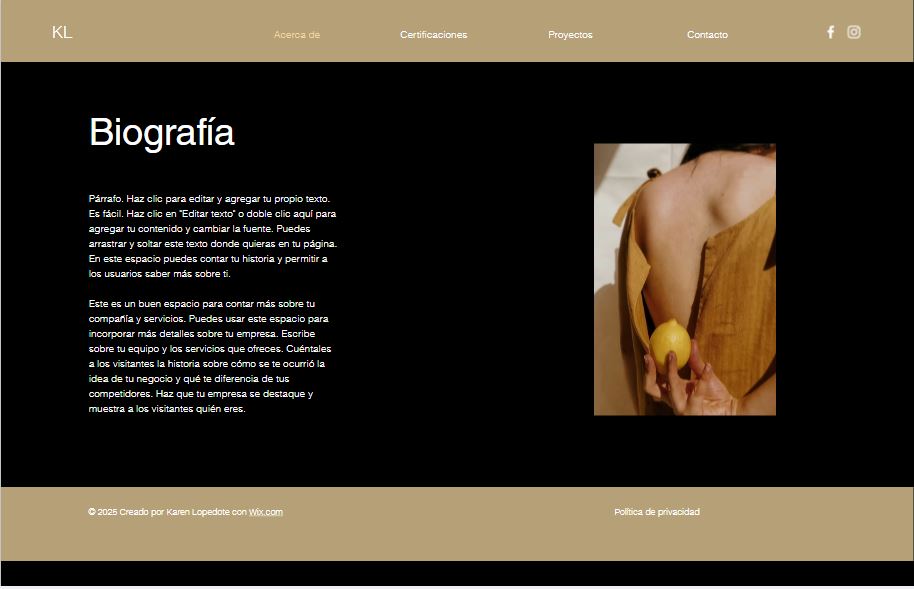 KL
Acerca de
Certificaciones
Proyectos
Contacto
Biografía
Párrafo. Haz clic para editar y agregar tu propio texto.
Es fácil. Haz clic en "Editar texto" o doble clic aquí para
agregar tu contenido y cambiar la fuente. Puedes
arrastrar y soltar este texto donde quieras en tu página.
En este espacio puedes contar tu historia y permitir a
los usuarios saber más sobre ti.
Este es un buen espacio para contar más sobre tu
compañía y servicios. Puedes usar este espacio para
incorporar más detalles sobre tu empresa. Escribe
sobre tu equipo y los servicios que ofreces. Cuéntales
a los visitantes la historia sobre cómo se te ocurrió la
idea de tu negocio y qué te diferencia de tus
competidores. Haz que tu empresa se destaque y
muestra a los visitantes quién eres.
© 2025 Creado por Karen Lopedote con Wix.com
Política de privacidad